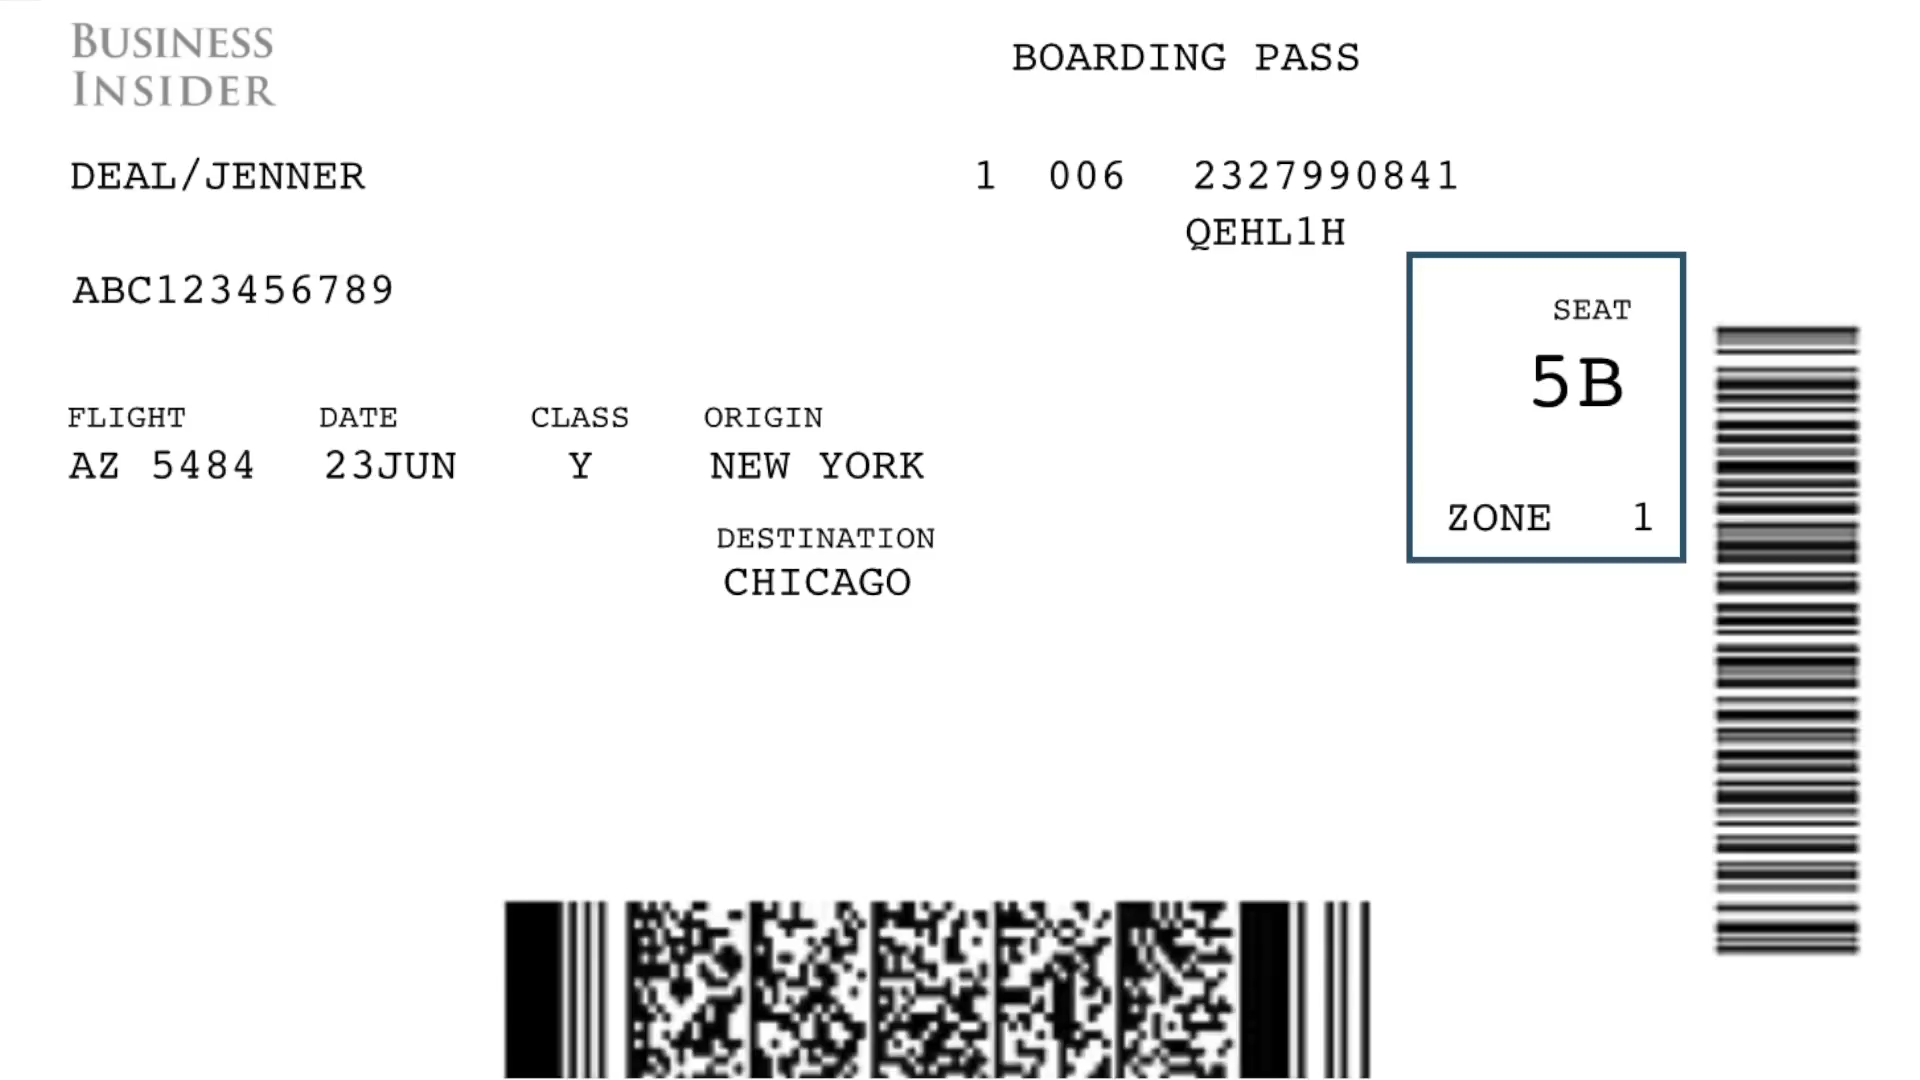 BUSINESS
INSIDER
BOARDING PASS
DEAL/JENNER 1 006 2327990841
QEHL1H
ABC123456789
SEAT
5B
FLIGHT DATE CLASS ORIGIN
AZ 5484 23JUN Y NEW YORK
ZONE 1
DESTINATION
CHICAGO